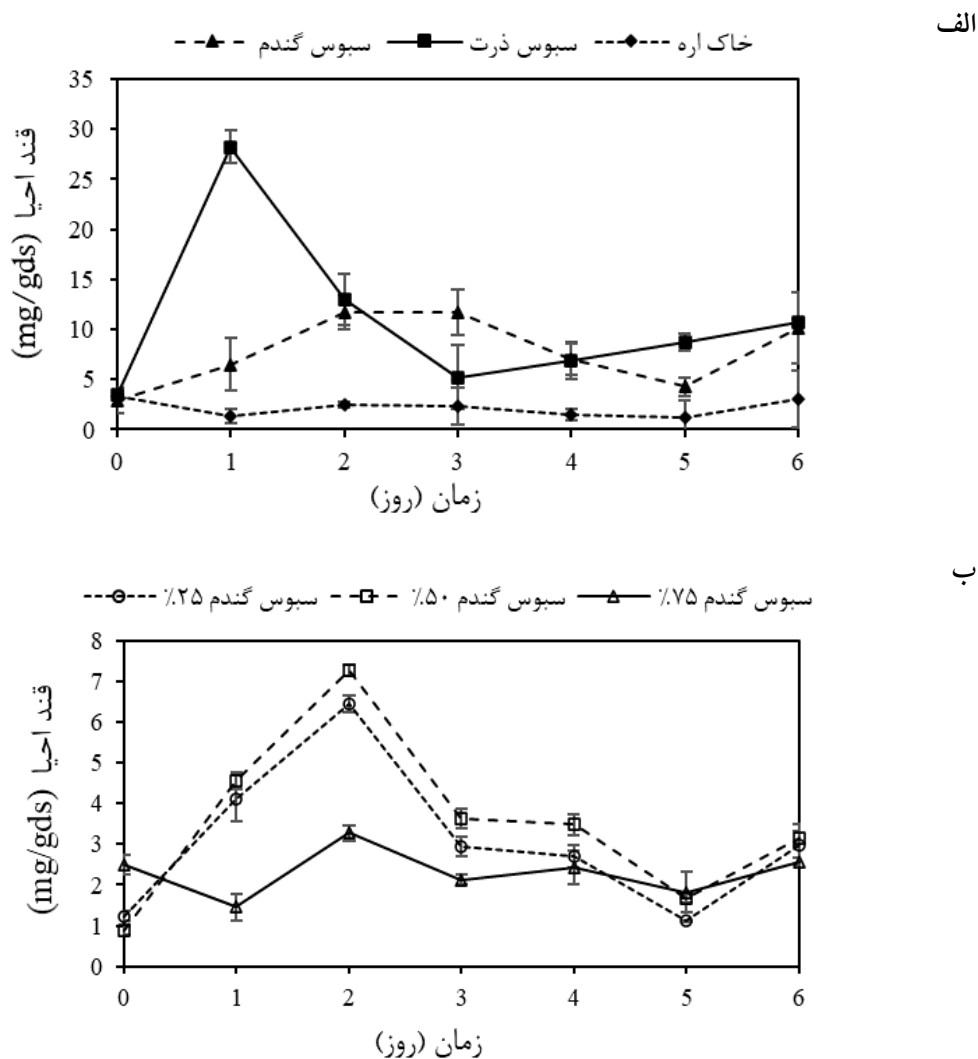 الف
سبوس گندم سبوس ذرت خاک اره
قند احیا (mg/gds)
35
30
25
20
15
10
5
0
0 1 2 3 4 5 6
زمان (روز)
ب
سبوس گندم ۲۵٪ سبوس گندم ۵۰٪ سبوس گندم ۷۵٪
قند احیا (mg/gds)
8
7
6
5
4
3
2
1
0
0 1 2 3 4 5 6
زمان (روز)